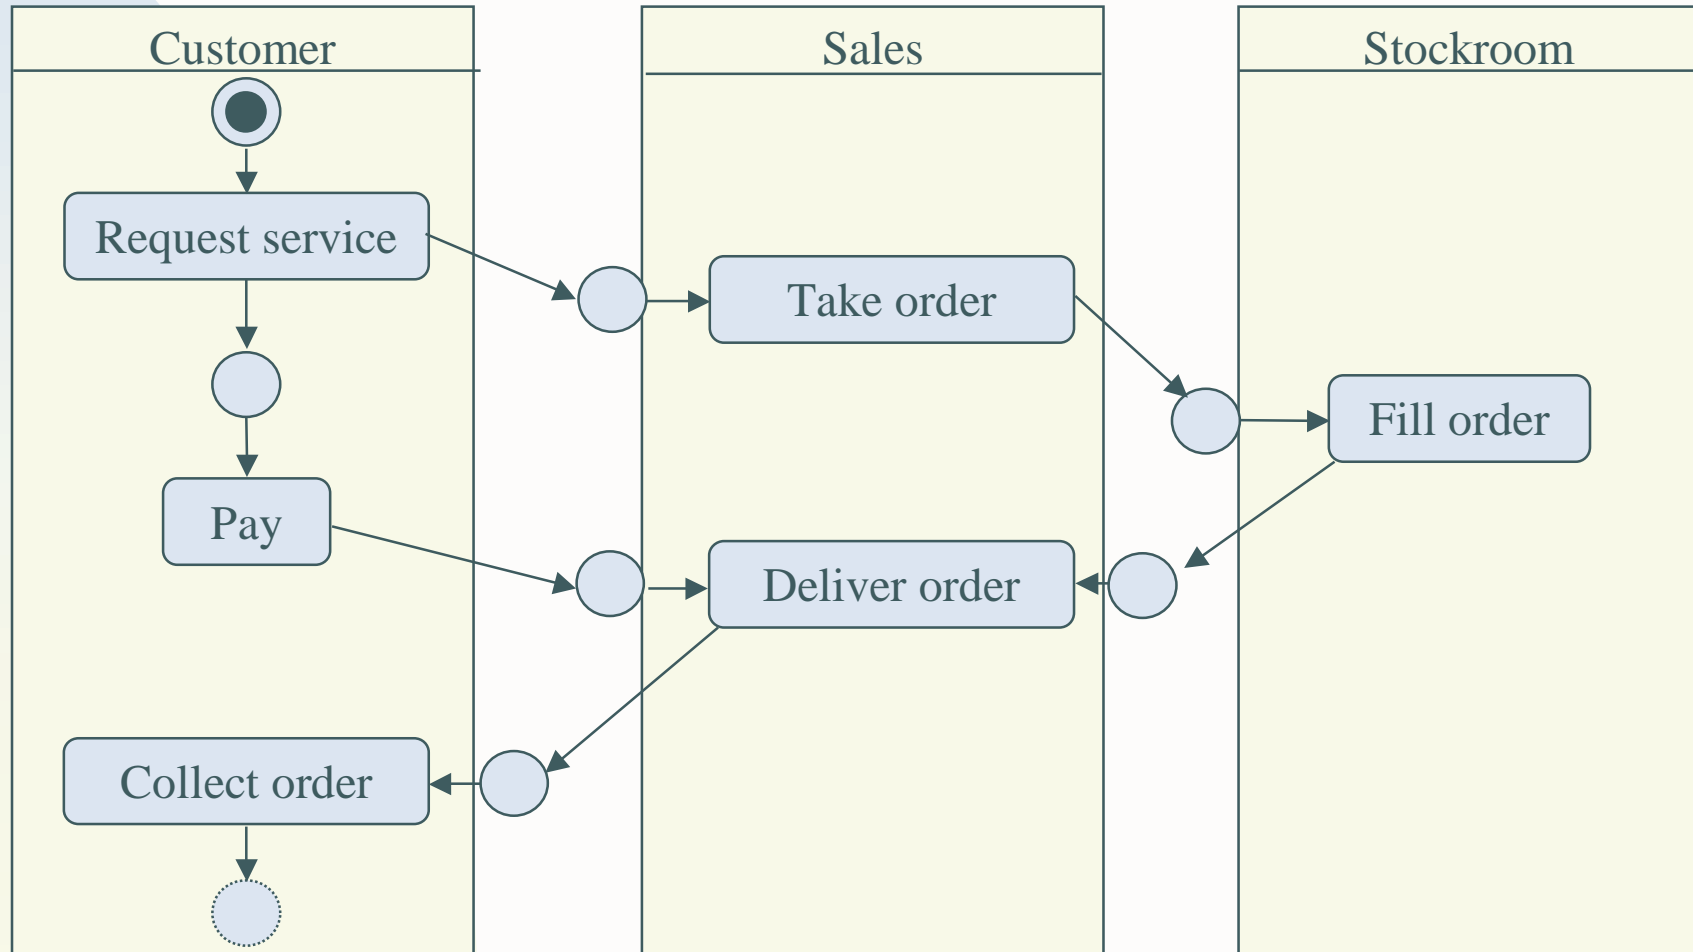 Customer
Sales
Stockroom
Request service
Take order
Fill order
Pay
Deliver order
Collect order